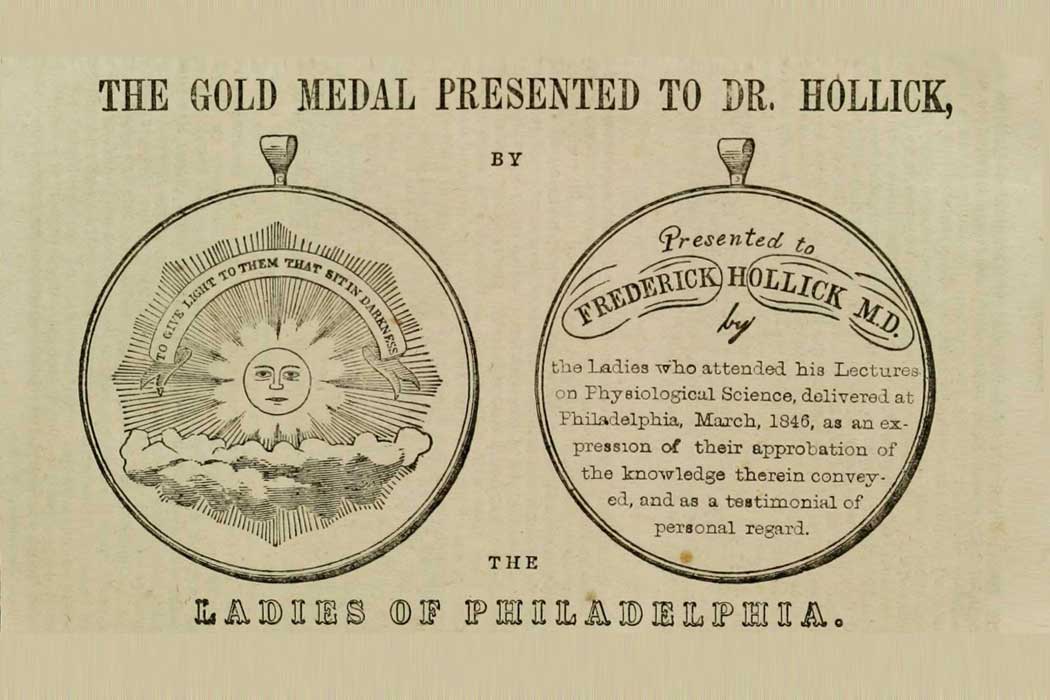 THE GOLD MEDAL PRESENTED TO DR. HOLLICK,
BY
TO GIVE LIGHT TO THEM THAT SIT IN DARKNESS
Presented to
FREDERICK HOLLICK M.D.
by
the Ladies who attended his Lectures
on Physiological Science, delivered at
Philadelphia, March, 1846, as an ex-
pression of their approbation of
the knowledge therein convey-
ed, and as a testimonial of
personal regard.
THE
LADIES OF PHILADELPHIA.